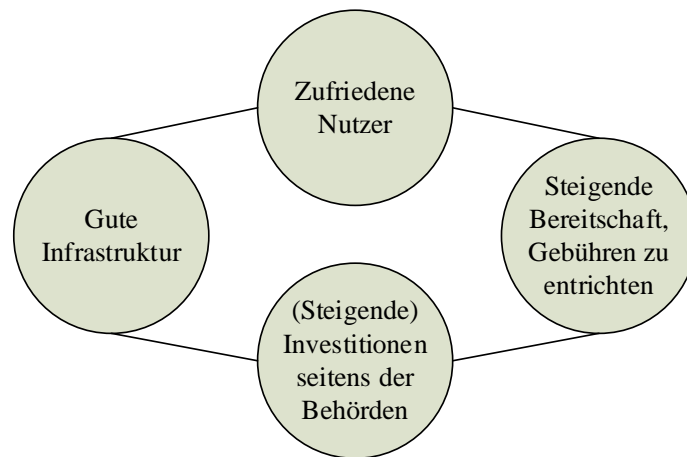 Zufriedene
Nutzer
Gute
Infrastruktur
Steigende
Bereitschaft,
Gebühren zu
entrichten
(Steigende)
Investitionen
seitens der
Behörden